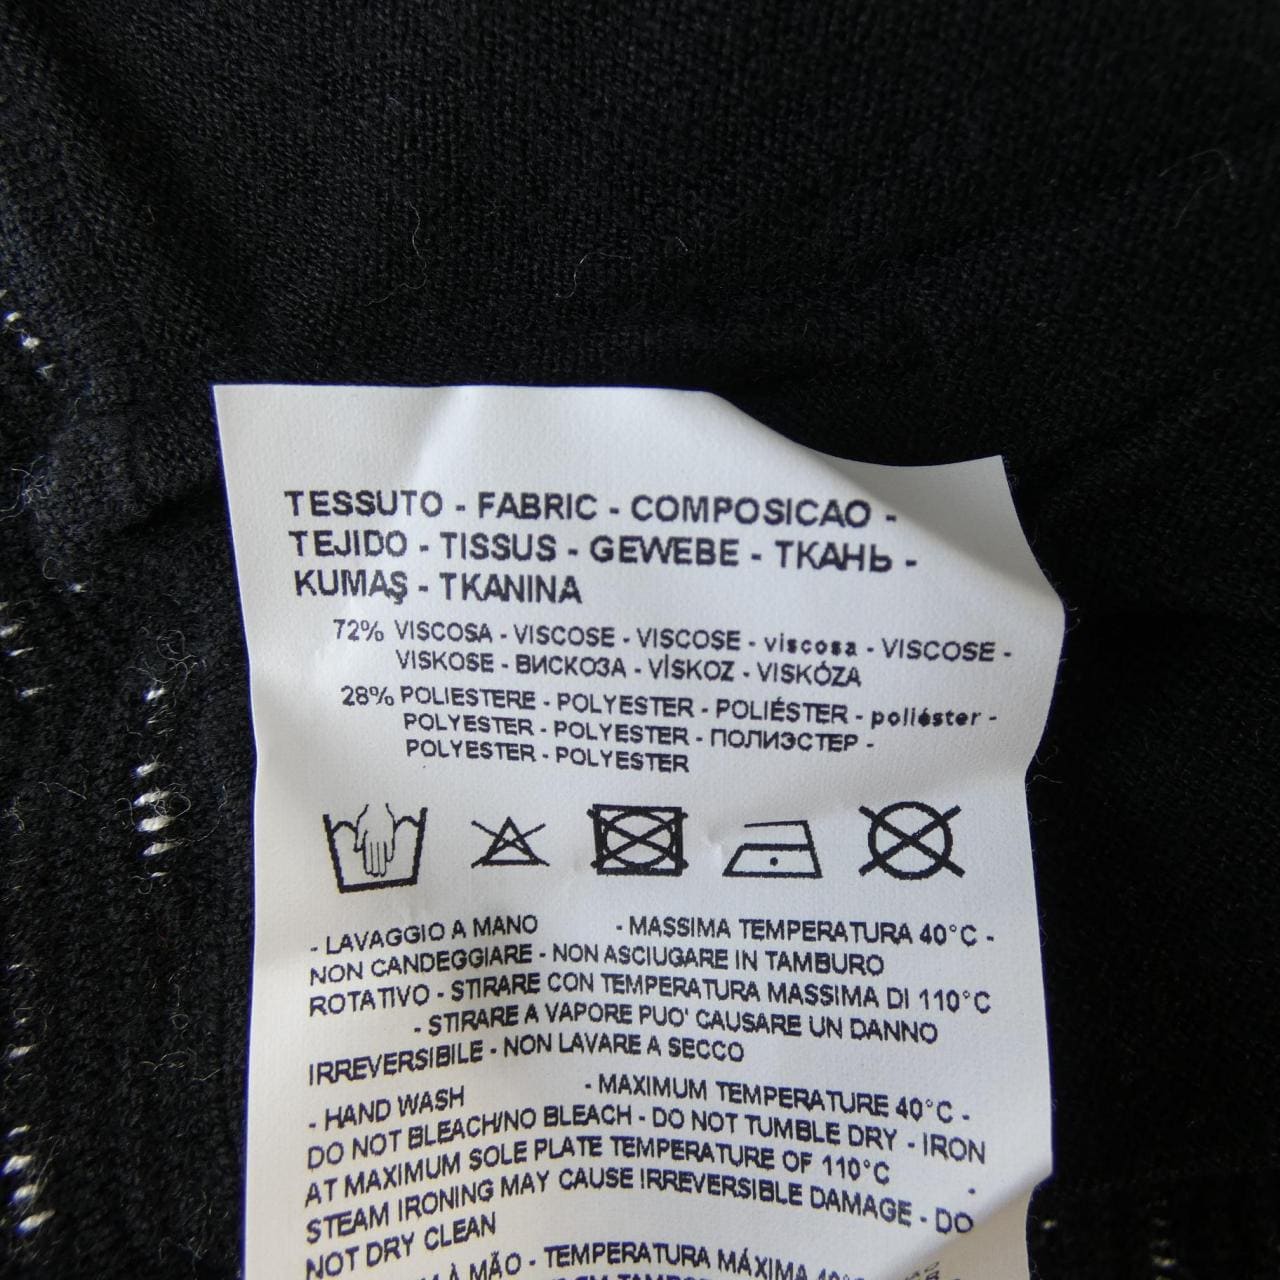 TESSUTO - FABRIC - COMPOSICAO -
TEJIDO - TISSUS - GEWEBE - ТКАНЬ -
KUMAŞ - TKANINA
72% VISCOSA - VISCOSE - VISCOSE - viscosa - VISCOSE -
VISKOSE - ВИСКОЗА - VİSKOZ - VISKÓZA
28% POLIESTERE - POLYESTER - POLIÉSTER - poliéster -
POLYESTER - POLYESTER - ПОЛИЭСТЕР -
POLYESTER - POLYESTER
- LAVAGGIO A MANO - MASSIMA TEMPERATURA 40°C -
NON CANDEGGIARE - NON ASCIUGARE IN TAMBURO
ROTATIVO - STIRARE CON TEMPERATURA MASSIMA DI 110°C
- STIRARE A VAPORE PUO' CAUSARE UN DANNO
IRREVERSIBILE - NON LAVARE A SECCO
- HAND WASH - MAXIMUM TEMPERATURE 40°C -
DO NOT BLEACH/NO BLEACH - DO NOT TUMBLE DRY - IRON
AT MAXIMUM SOLE PLATE TEMPERATURE OF 110°C -
STEAM IRONING MAY CAUSE IRREVERSIBLE DAMAGE - DO
NOT DRY CLEAN
À MÃO - TEMPERATURA MÁXIMA 40°C